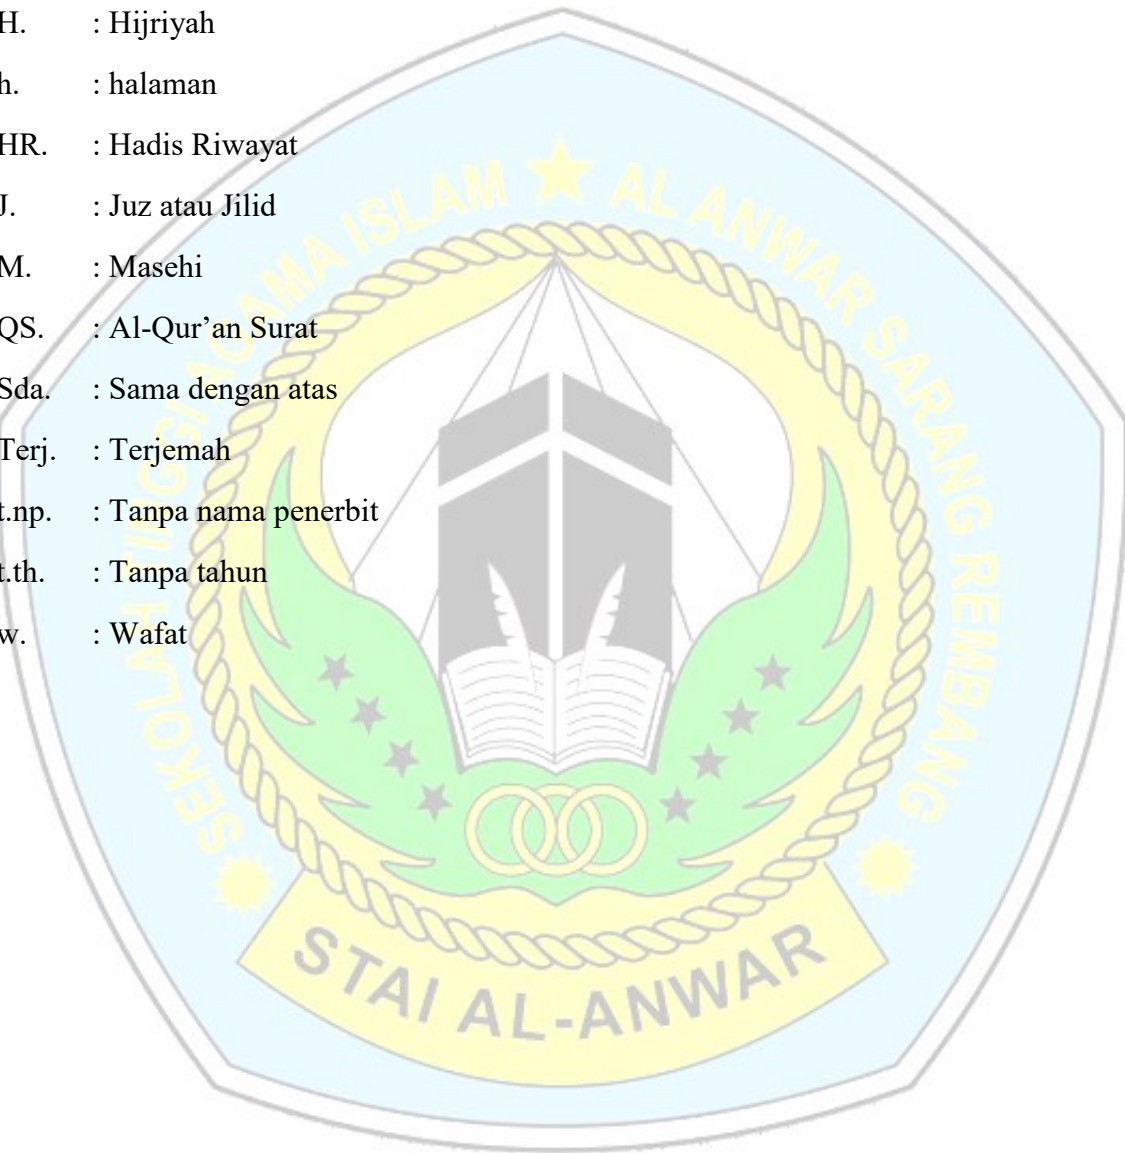 H. : Hijriyah
h. : halaman
HR. : Hadis Riwayat
J. : Juz atau Jilid
M. : Masehi
QS. : Al-Qur’an Surat
Sda. : Sama dengan atas
Terj. : Terjemah
t.np. : Tanpa nama penerbit
t.th. : Tanpa tahun
w. : Wafat
SEKOLAH TINGGI AGAMA ISLAM AL ANWAR SARANG REMBANG
STAI AL-ANWAR